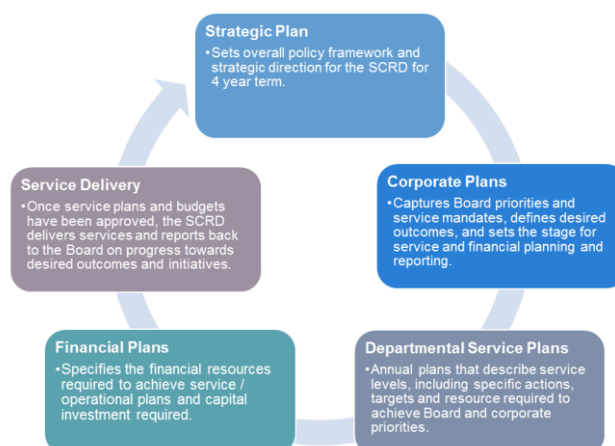 Strategic Plan
•Sets overall policy framework and
strategic direction for the SCRD for
4 year term.
Corporate Plans
•Captures Board priorities and
service mandates, defines desired
outcomes, and sets the stage for
service and financial planning and
reporting.
Departmental Service Plans
•Annual plans that describe service
levels, including specific actions,
targets and resource required to
achieve Board and corporate
priorities.
Financial Plans
•Specifies the financial resources
required to achieve service /
operational plans and capital
investment required.
Service Delivery
•Once service plans and budgets
have been approved, the SCRD
delivers services and reports back
to the Board on progress towards
desired outcomes and initiatives.